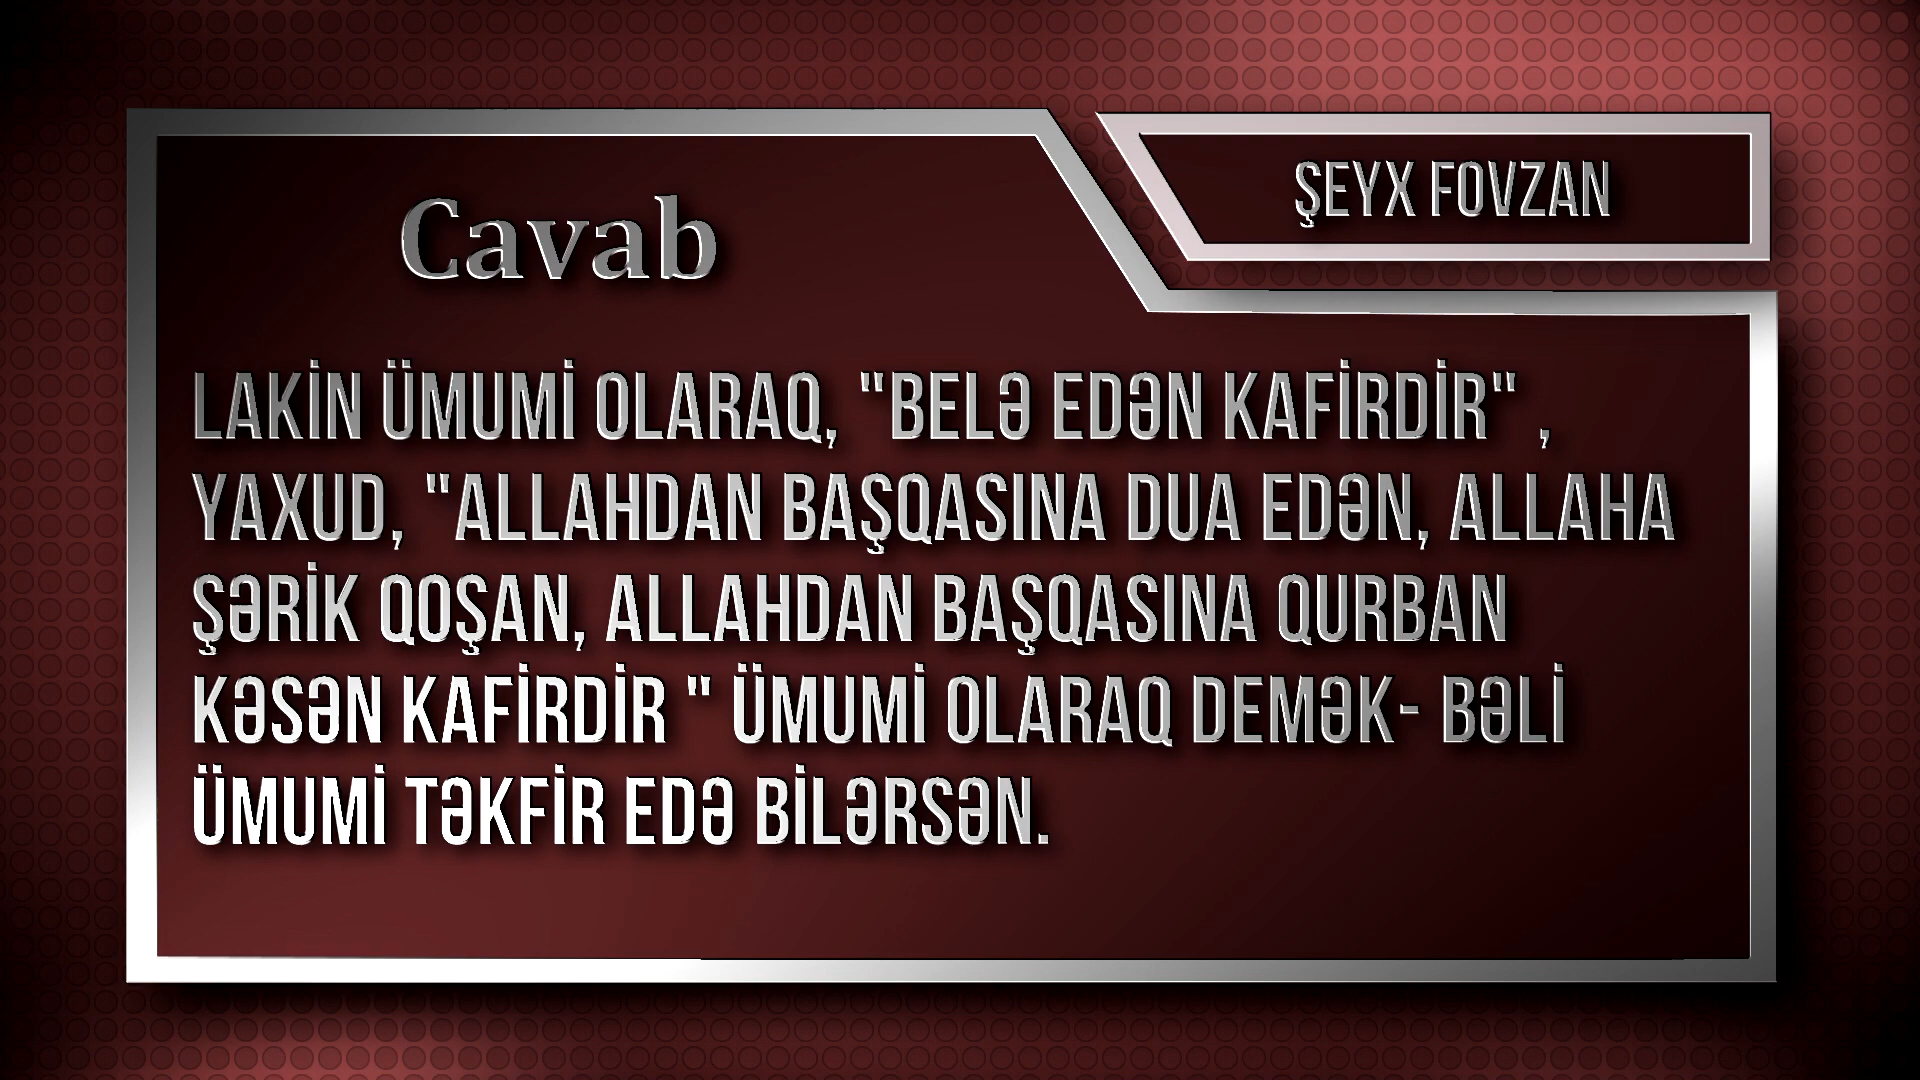 Cavab
ŞEYX FOVZAN
LAKİN ÜMUMİ OLARAQ, "BELƏ EDƏN KAFİRDİR" ,
YAXUD, "ALLAHDAN BAŞQASINA DUA EDƏN, ALLAHA
ŞƏRİK QOŞAN, ALLAHDAN BAŞQASINA QURBAN
KƏSƏN KAFİRDİR " ÜMUMİ OLARAQ DEMƏK- BƏLİ
ÜMUMİ TƏKFİR EDƏ BİLƏRSƏN.